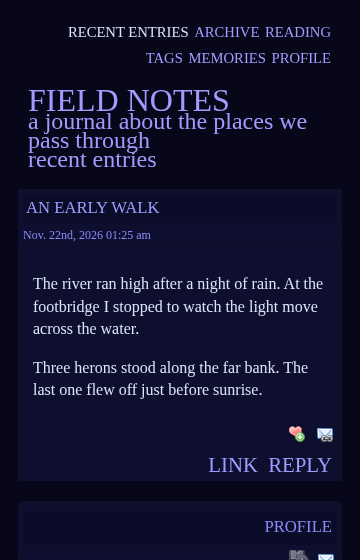 RECENT ENTRIES ARCHIVE READING
TAGS MEMORIES PROFILE
FIELD NOTES
a journal about the places we
pass through
recent entries
AN EARLY WALK
Nov. 22nd, 2026 01:25 am
The river ran high after a night of rain. At the
footbridge I stopped to watch the light move
across the water.
Three herons stood along the far bank. The
last one flew off just before sunrise.
LINK REPLY
PROFILE